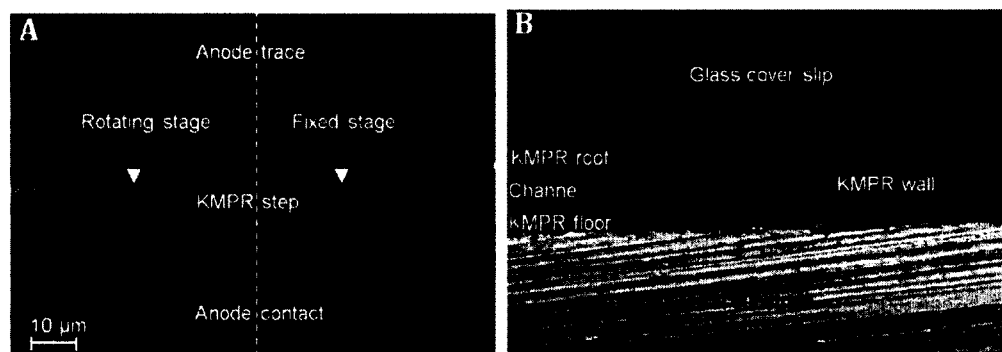 A
Anode trace
Rotating stage
Fixed stage
KMPR step
Anode contact
10 µm
B
Glass cover slip
KMPR roof
Channe
KMPR wall
KMPR floor